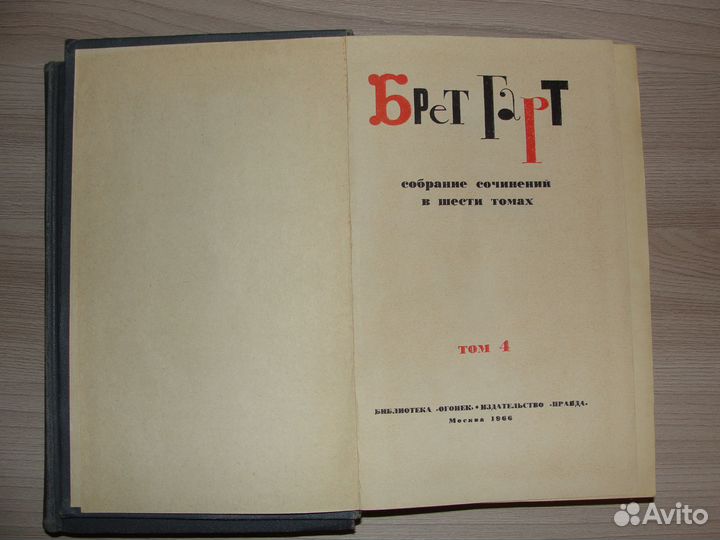 Брет Гарт
собрание сочинений
в шести томах
том 4
БИБЛИОТЕКА «ОГОНЕК» • ИЗДАТЕЛЬСТВО «ПРАВДА»
Москва 1966
Avito